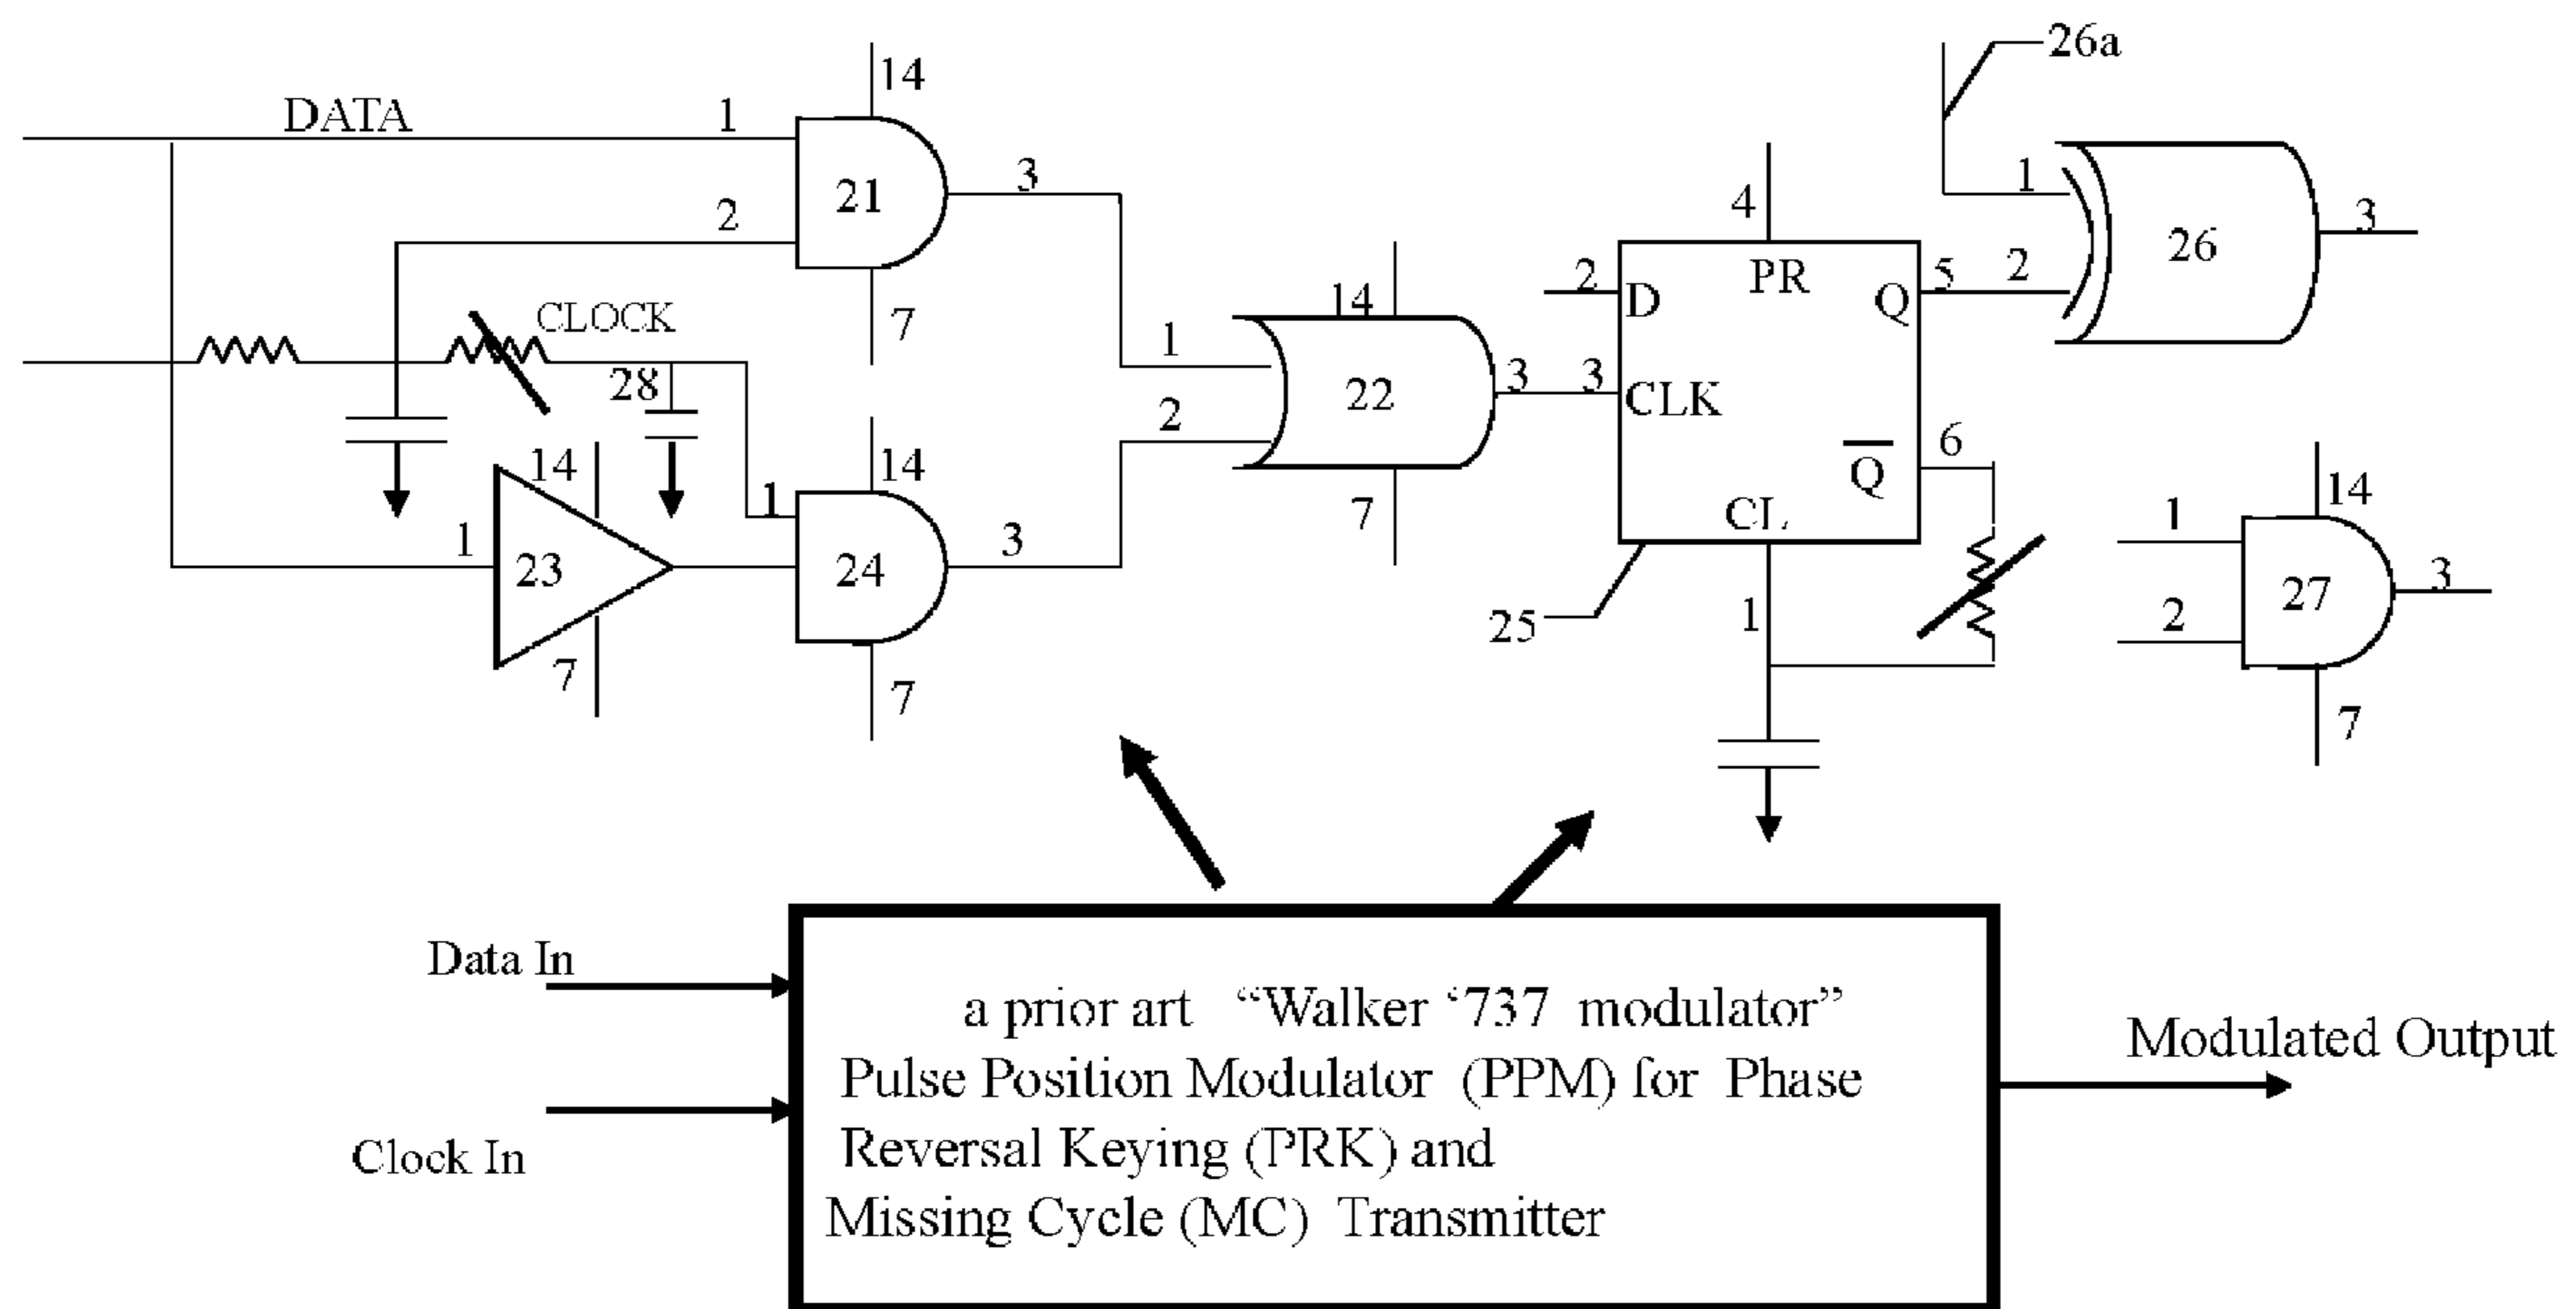 26a
14
DATA
1
3
21
2
1
3
4
26
2
PR
2
5
D
Q
7
CLOCK
14
1
28
22
3
3
CLK
2
6
14
14
Q
14
1
7
CL
1
1
23
24
3
27
3
25
1
2
7
7
7
Data In
a prior art “Walker ‘737 modulator”
Pulse Position Modulator (PPM) for Phase
Reversal Keying (PRK) and
Missing Cycle (MC) Transmitter
Modulated Output
Clock In